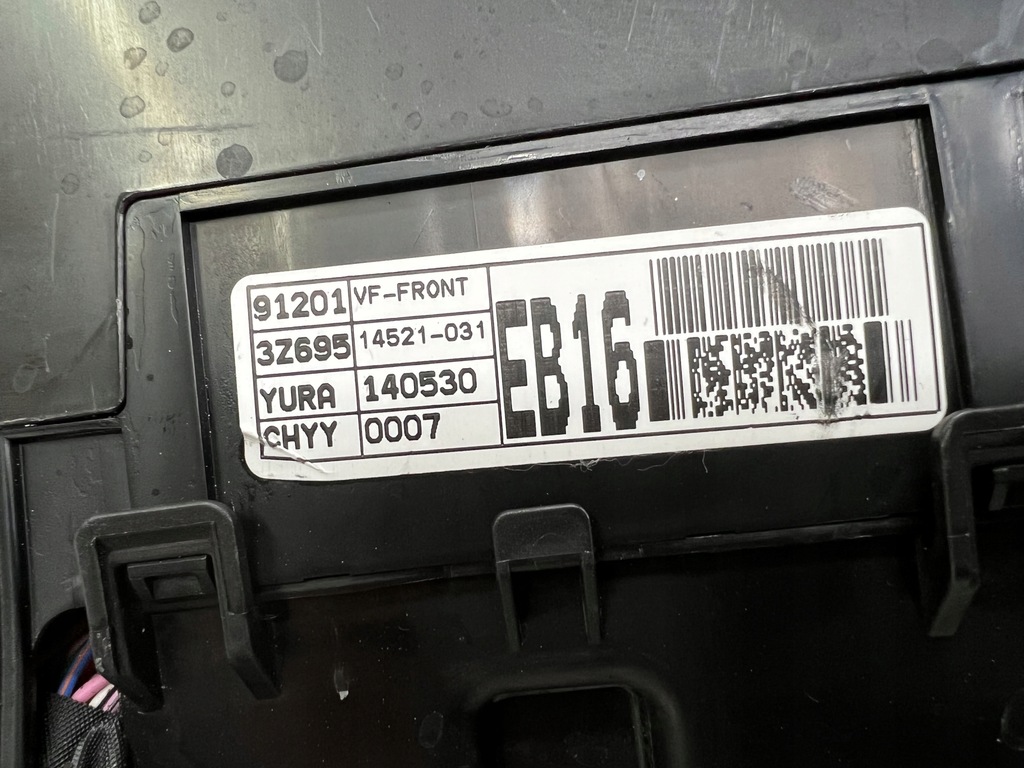 91201 VF-FRONT
3Z695 14521-031
YURA 140530
CHYY 0007
EB16